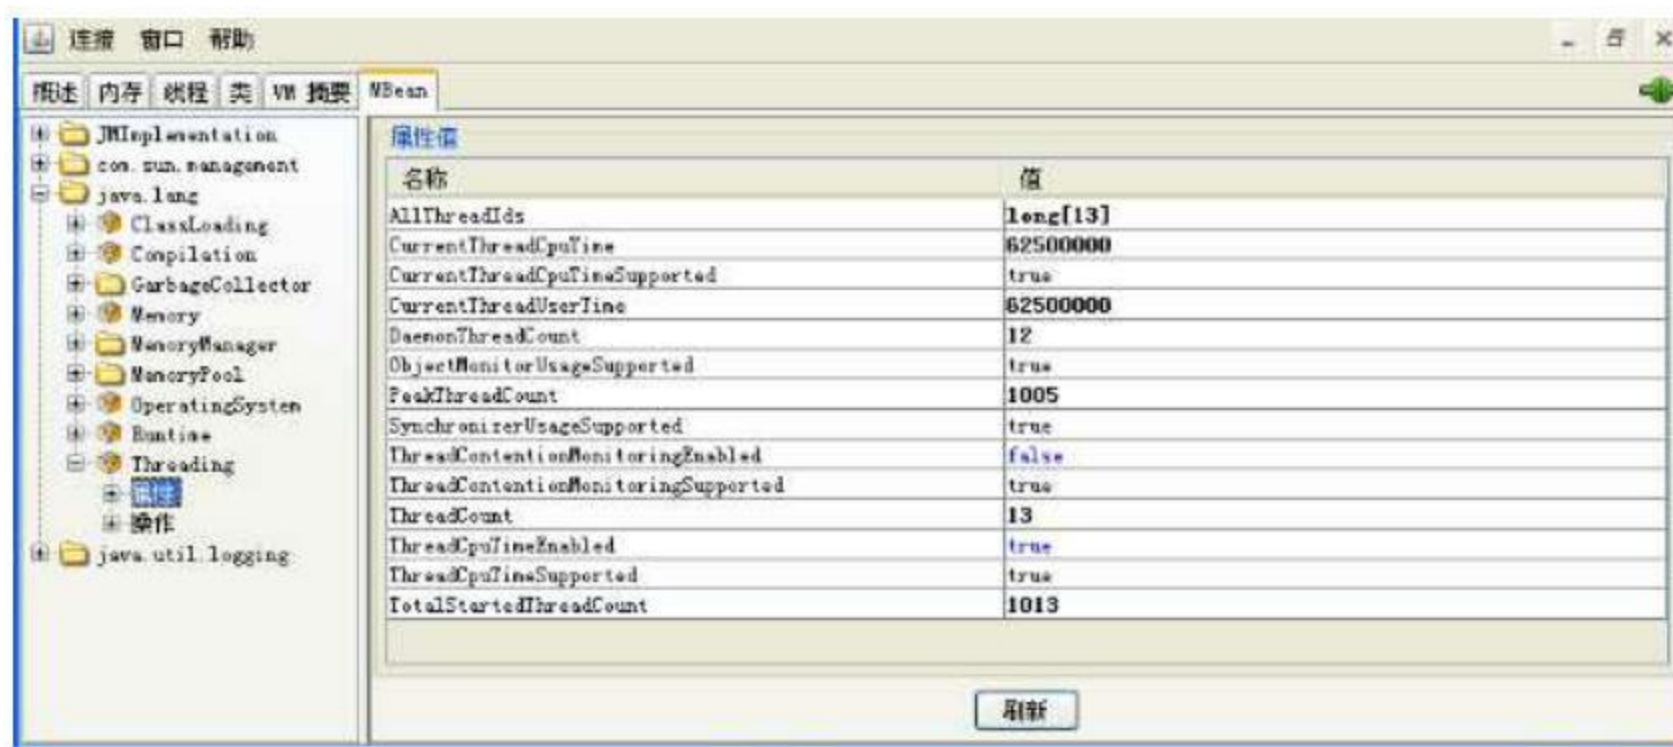 连接 窗口 帮助
概述 内存 线程 类 VM 摘要 MBean
JMImplementation
com.sun.management
java.lang
ClassLoading
Compilation
GarbageCollector
Memory
MemoryManager
MemoryPool
OperatingSystem
Runtime
Threading
属性
操作
java.util.logging
属性值
名称 值
AllThreadIds long[13]
CurrentThreadCpuTime 62500000
CurrentThreadCpuTimeSupported true
CurrentThreadUserTime 62500000
DaemonThreadCount 12
ObjectMonitorUsageSupported true
PeakThreadCount 1005
SynchronizerUsageSupported true
ThreadContentionMonitoringEnabled false
ThreadContentionMonitoringSupported true
ThreadCount 13
ThreadCpuTimeEnabled true
ThreadCpuTimeSupported true
TotalStartedThreadCount 1013
刷新